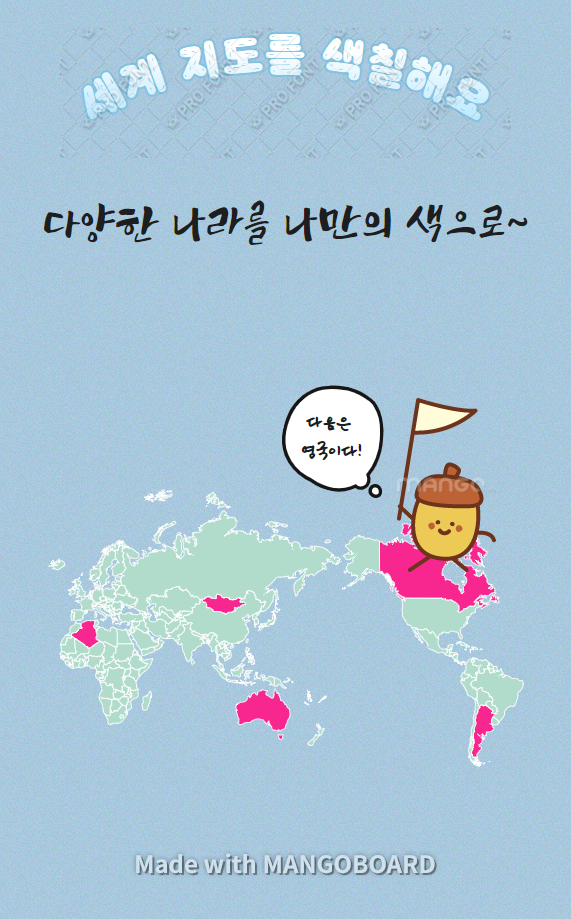 세계 지도를 색칠해요
다양한 나라를 나만의 색으로~
다음은
영국이다!
mango
Made with MANGOBOARD